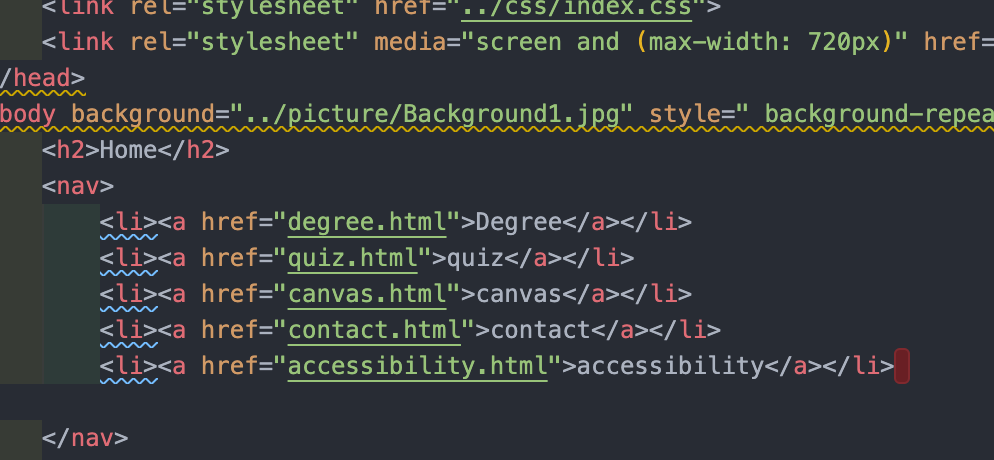 <link rel="stylesheet" href="../css/index.css">
<link rel="stylesheet" media="screen and (max-width: 720px)" href=
/head>
body background="../picture/Background1.jpg" style=" background-repea
<h2>Home</h2>
<nav>
<li><a href="degree.html">Degree</a></li>
<li><a href="quiz.html">quiz</a></li>
<li><a href="canvas.html">canvas</a></li>
<li><a href="contact.html">contact</a></li>
<li><a href="accessibility.html">accessibility</a></li>
</nav>